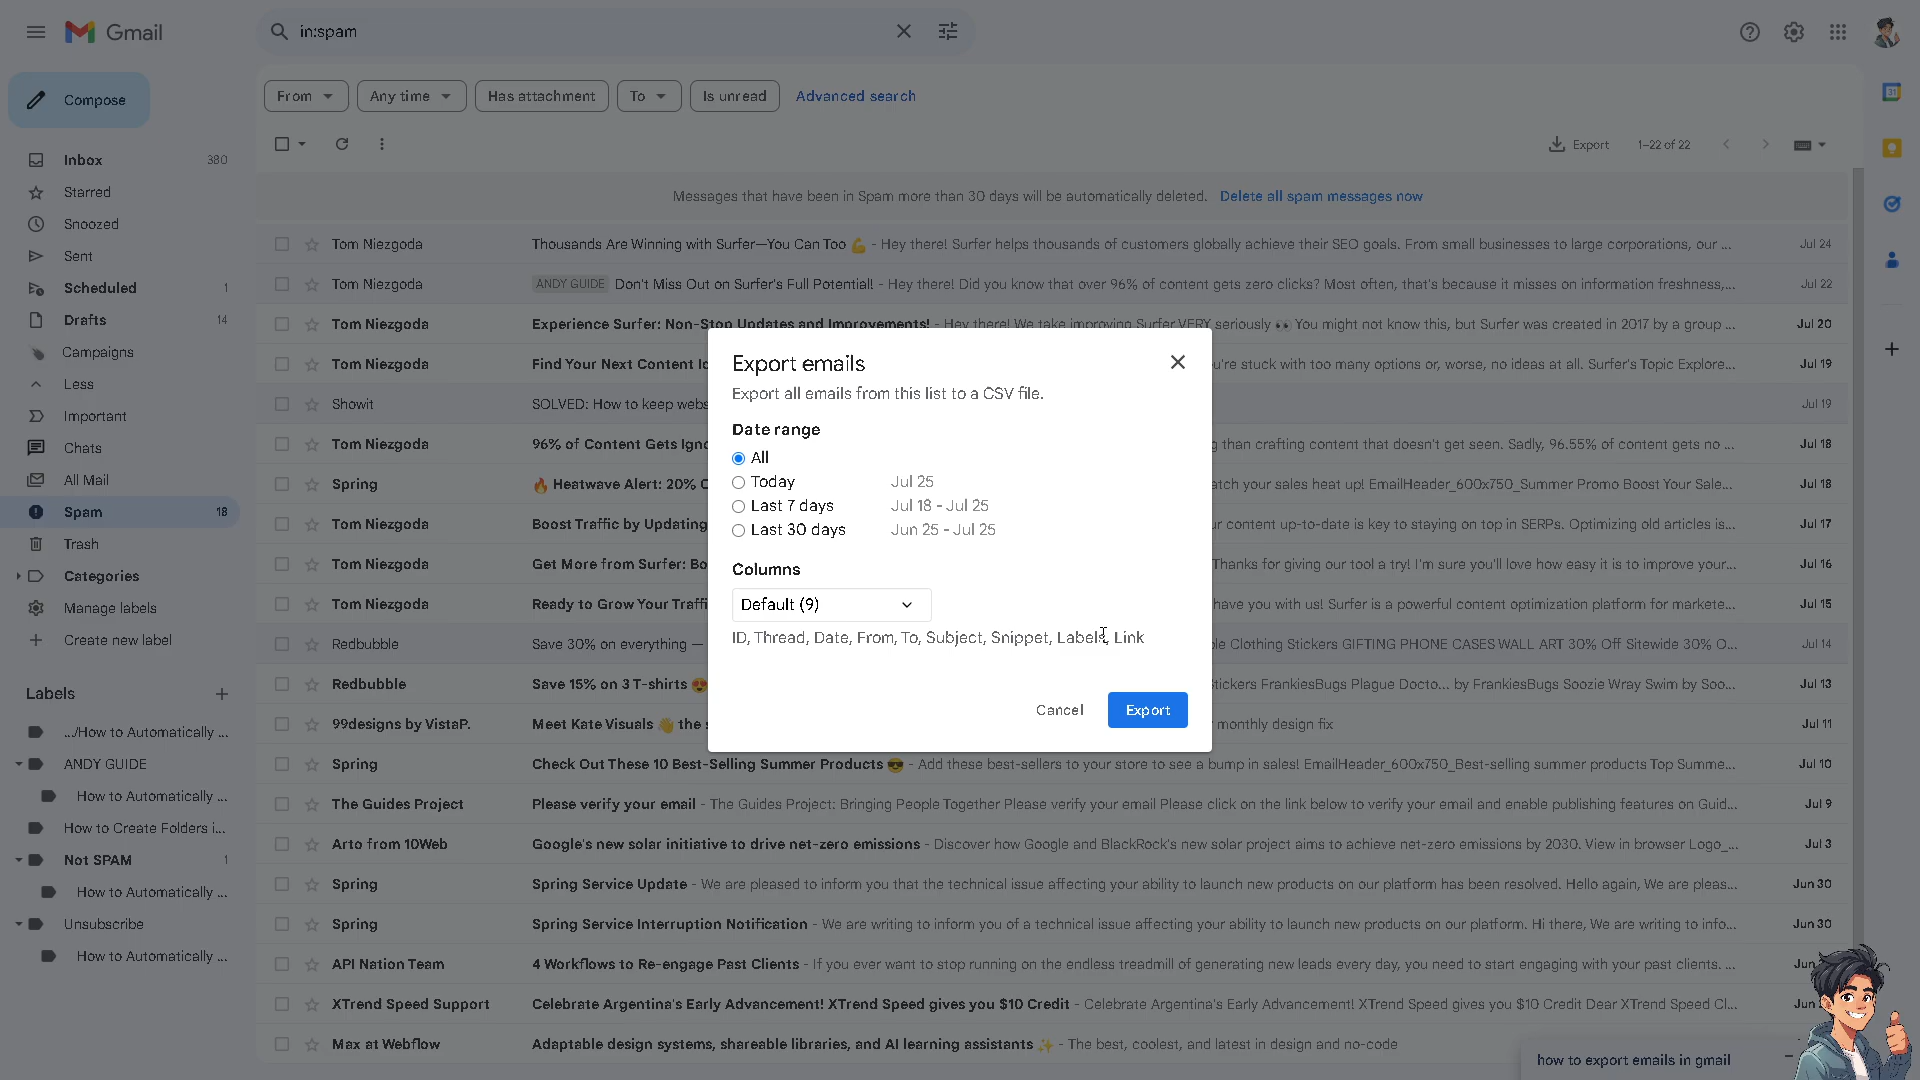 Gmail
in:spam
Compose
From
Any time
Has attachment
To
Is unread
Advanced search
Export
1–22 of 22
31
Inbox 380
Starred
Snoozed
Sent
Scheduled 1
Drafts 14
Campaigns
Less
Important
Chats
All Mail
Spam 18
Trash
Categories
Manage labels
Create new label
Labels
.../How to Automatically ...
ANDY GUIDE
How to Automatically ...
How to Create Folders i...
Not SPAM 1
How to Automatically ...
Unsubscribe
How to Automatically ...
Messages that have been in Spam more than 30 days will be automatically deleted. Delete all spam messages now
Tom Niezgoda Thousands Are Winning with Surfer—You Can Too 💪 - Hey there! Surfer helps thousands of customers globally achieve their SEO goals. From small businesses to large corporations, our ... Jul 24
Tom Niezgoda ANDY GUIDE Don't Miss Out on Surfer's Full Potential! - Hey there! Did you know that over 96% of content gets zero clicks? Most often, that's because it misses on information freshness,... Jul 22
Tom Niezgoda Experience Surfer: Non-Stop Updates and Improvements! - Hey there! We take improving Surfer VERY seriously 👀 You might not know this, but Surfer was created in 2017 by a group ... Jul 20
Tom Niezgoda Find Your Next Content Id u're stuck with too many options or, worse, no ideas at all. Surfer's Topic Explore... Jul 19
Showit SOLVED: How to keep webs Jul 19
Tom Niezgoda 96% of Content Gets Igno g than crafting content that doesn't get seen. Sadly, 96.55% of content gets no ... Jul 18
Spring 🔥 Heatwave Alert: 20% C atch your sales heat up! EmailHeader_600x750_Summer Promo Boost Your Sale... Jul 18
Tom Niezgoda Boost Traffic by Updating ur content up-to-date is key to staying on top in SERPs. Optimizing old articles is... Jul 17
Tom Niezgoda Get More from Surfer: Bo Thanks for giving our tool a try! I'm sure you'll love how easy it is to improve your... Jul 16
Tom Niezgoda Ready to Grow Your Traffi have you with us! Surfer is a powerful content optimization platform for markete... Jul 15
Redbubble Save 30% on everything — le Clothing Stickers GIFTING PHONE CASES WALL ART 30% Off Sitewide 30% O... Jul 14
Redbubble Save 15% on 3 T-shirts 😍 Stickers FrankiesBugs Plague Docto... by FrankiesBugs Soozie Wray Swim by Soo... Jul 13
99designs by VistaP. Meet Kate Visuals 👋 the s monthly design fix Jul 11
Spring Check Out These 10 Best-Selling Summer Products 😎 - Add these best-sellers to your store to see a bump in sales! EmailHeader_600x750_Best-selling summer products Top Summe... Jul 10
The Guides Project Please verify your email - The Guides Project: Bringing People Together Please verify your email Please click on the link below to verify your email and enable publishing features on Guid... Jul 9
Arto from 10Web Google's new solar initiative to drive net-zero emissions - Discover how Google and BlackRock's new solar project aims to achieve net-zero emissions by 2030. View in browser Logo_... Jul 3
Spring Spring Service Update - We are pleased to inform you that the technical issue affecting your ability to launch new products on our platform has been resolved. Hello again, We are pleas... Jun 30
Spring Spring Service Interruption Notification - We are writing to inform you of a technical issue affecting your ability to launch new products on our platform. Hi there, We are writing to info... Jun 30
API Nation Team 4 Workflows to Re-engage Past Clients - If you ever want to stop running on the endless treadmill of generating new leads every day, you need to start engaging with your past clients. ... Jun
XTrend Speed Support Celebrate Argentina's Early Advancement! XTrend Speed gives you $10 Credit - Celebrate Argentina's Early Advancement! XTrend Speed gives you $10 Credit Dear XTrend Speed Cl... Jun
Max at Webflow Adaptable design systems, shareable libraries, and AI learning assistants ✨ - The best, coolest, and latest in design and no-code
Export emails
Export all emails from this list to a CSV file.
Date range
All
Today Jul 25
Last 7 days Jul 18 - Jul 25
Last 30 days Jun 25 - Jul 25
Columns
Default (9)
ID, Thread, Date, From, To, Subject, Snippet, Labels, Link
Cancel
Export
how to export emails in gmail